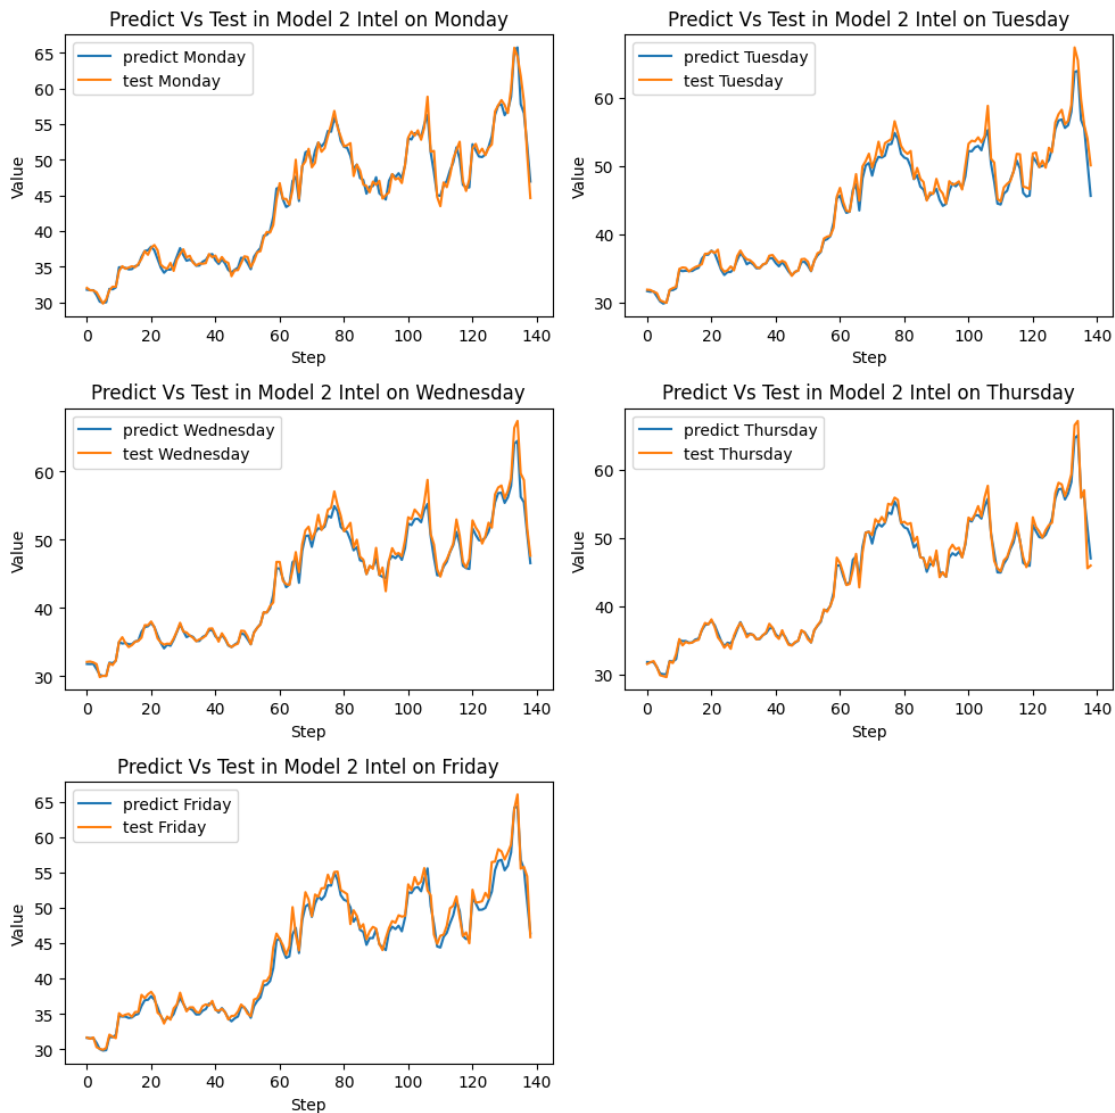 Predict Vs Test in Model 2 Intel on Monday
65
60
55
50
45
40
35
30
Value
predict Monday
test Monday
0 20 40 60 80 100 120 140
Step
Predict Vs Test in Model 2 Intel on Tuesday
60
50
40
30
Value
predict Tuesday
test Tuesday
0 20 40 60 80 100 120 140
Step
Predict Vs Test in Model 2 Intel on Wednesday
60
50
40
30
Value
predict Wednesday
test Wednesday
0 20 40 60 80 100 120 140
Step
Predict Vs Test in Model 2 Intel on Thursday
60
50
40
30
Value
predict Thursday
test Thursday
0 20 40 60 80 100 120 140
Step
Predict Vs Test in Model 2 Intel on Friday
65
60
55
50
45
40
35
30
Value
predict Friday
test Friday
0 20 40 60 80 100 120 140
Step